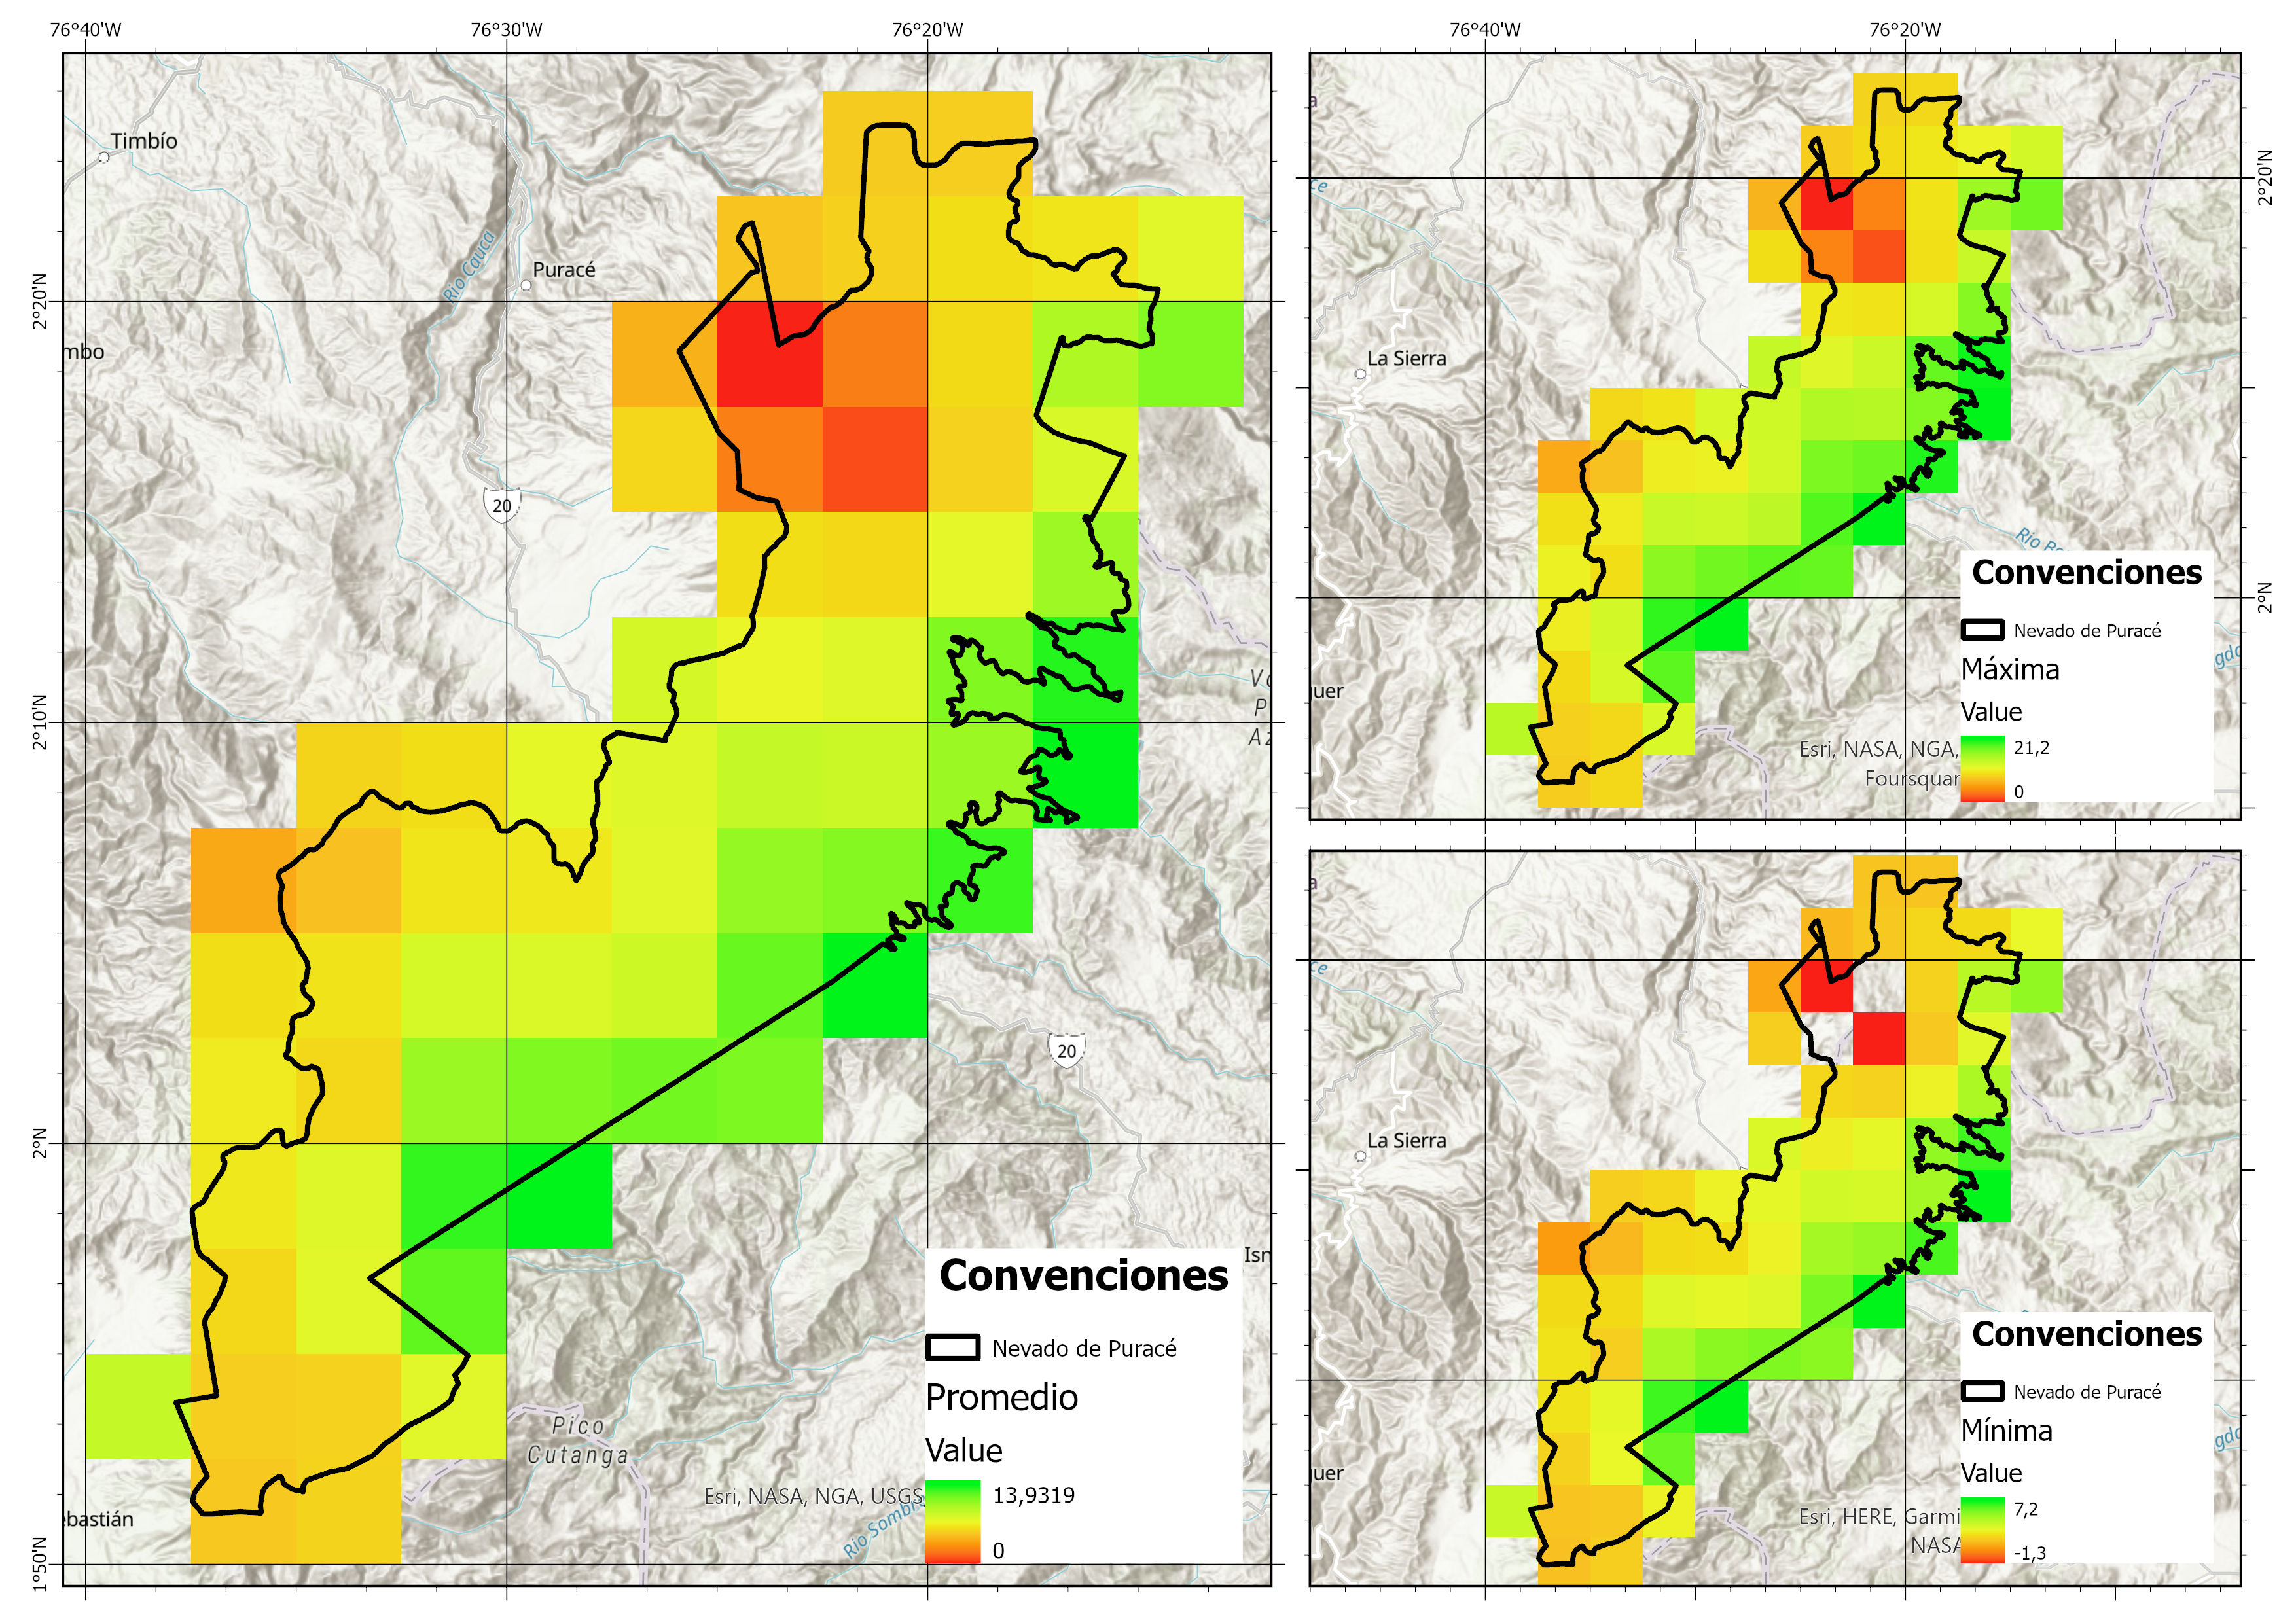 76°40'W
76°30'W
76°20'W
Timbío
Puracé
Rio Cauca
2°20'N
mbo
20
2°10'N
2°N
20
Pico
Cutanga
ebastián
1°50'N
Rio Sombr
Isn
Esri, NASA, NGA, USGS
Convenciones
Nevado de Puracé
Promedio
Value
13,9319
0
76°40'W
76°20'W
a
ce
2°20'N
La Sierra
uer
Rio B
2°N
gda
Esri, NASA, NGA,
Foursquar
Convenciones
Nevado de Puracé
Máxima
Value
21,2
0
a
ce
La Sierra
uer
gda
Esri, HERE, Garmi
NASA
Convenciones
Nevado de Puracé
Mínima
Value
7,2
-1,3